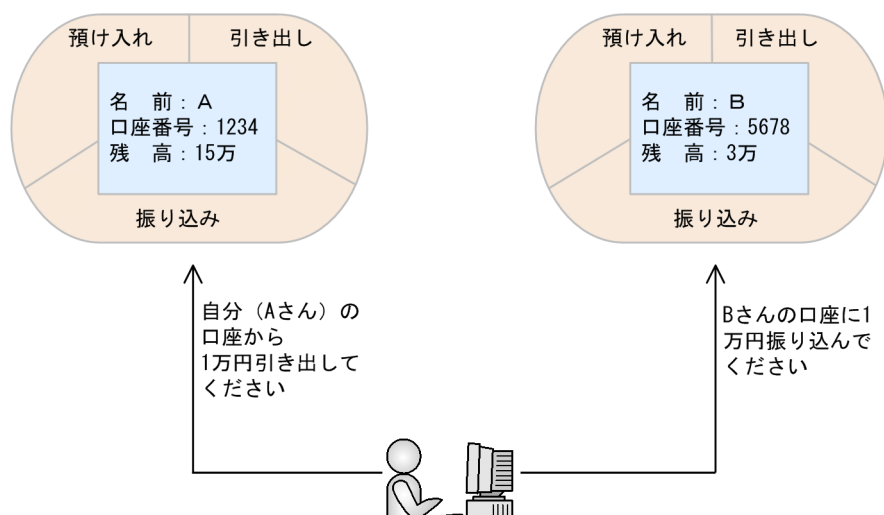 預け入れ
引き出し
名　前：Ａ
口座番号：1234
残　高：15万
振り込み
預け入れ
引き出し
名　前：Ｂ
口座番号：5678
残　高：3万
振り込み
自分（Aさん）の
口座から
1万円引き出して
ください
Bさんの口座に1
万円振り込んで
ください